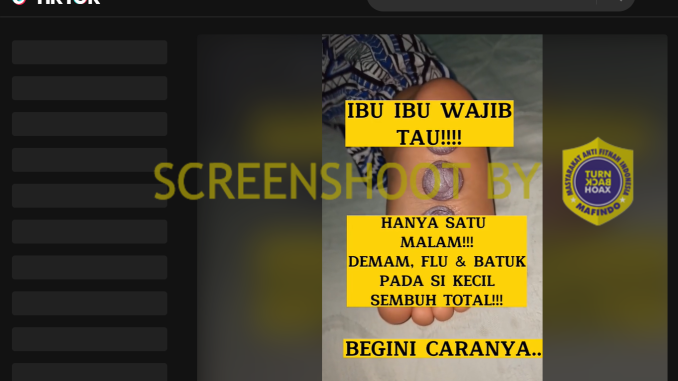 TikTok
IBU IBU WAJIB
TAU!!!!
SCREENSHOOT BY
MASYARAKAT ANTI FITNAH INDONESIA
TURN
BACK
HOAX
MAFINDO
HANYA SATU
MALAM!!!
DEMAM, FLU & BATUK
PADA SI KECIL
SEMBUH TOTAL!!!
BEGINI CARANYA..